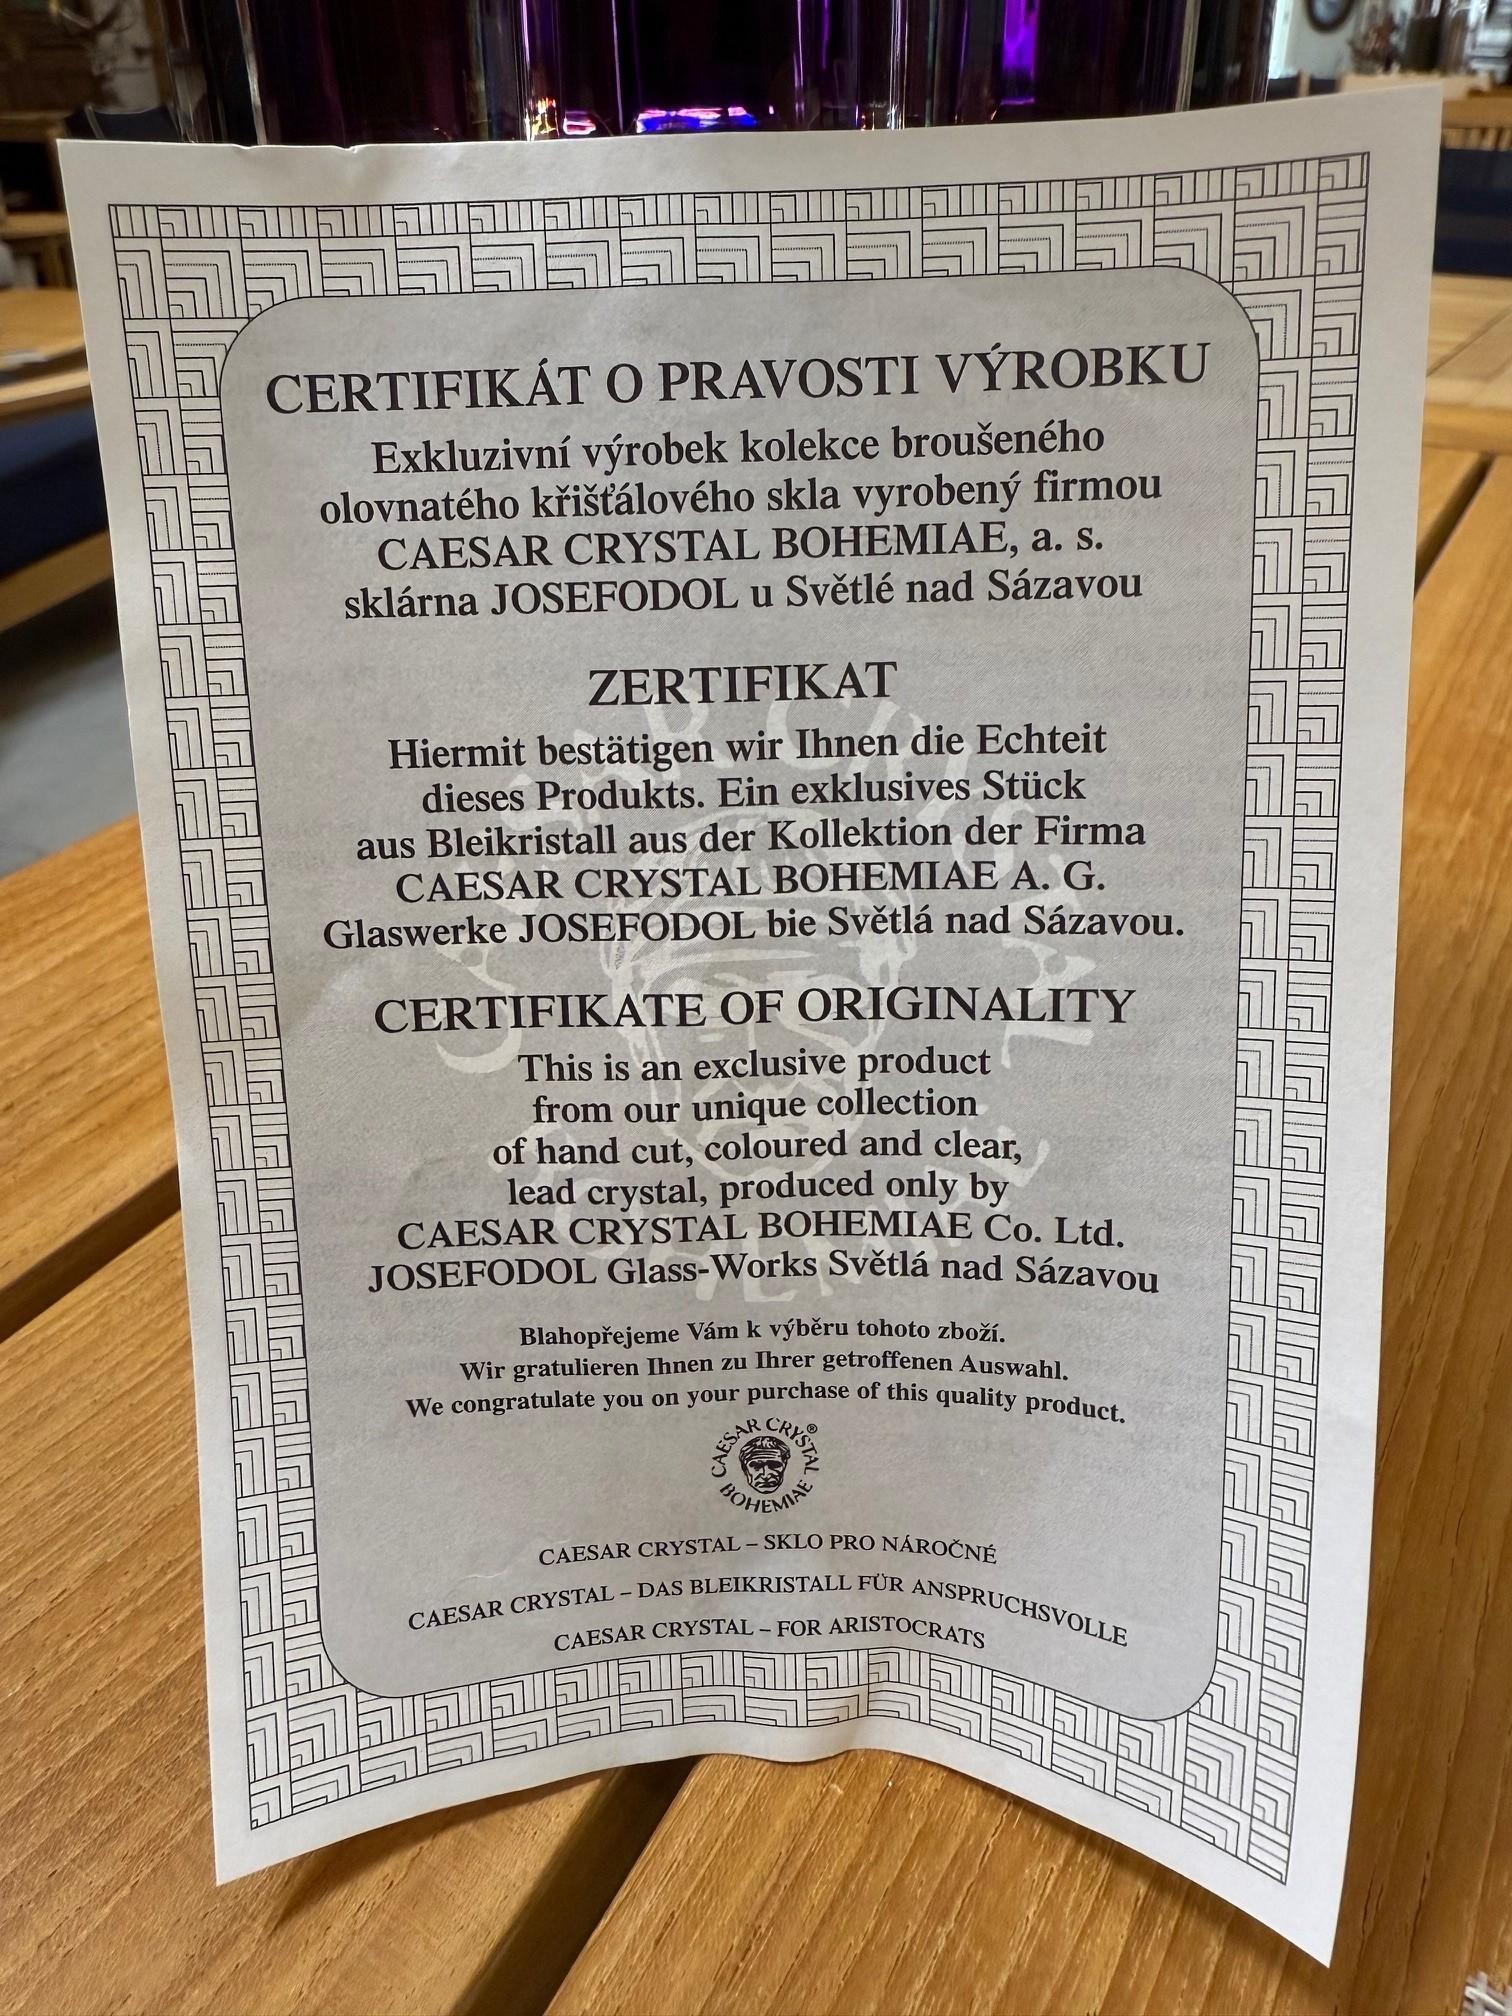 CERTIFIKÁT O PRAVOSTI VÝROBKU
Exkluzivní výrobek kolekce broušeného
olovnatého křišťálového skla vyrobený firmou
CAESAR CRYSTAL BOHEMIAE, a. s.
sklárna JOSEFODOL u Světlé nad Sázavou
ZERTIFIKAT
Hiermit bestätigen wir Ihnen die Echteit
dieses Produkts. Ein exklusives Stück
aus Bleikristall aus der Kollektion der Firma
CAESAR CRYSTAL BOHEMIAE A. G.
Glaswerke JOSEFODOL bie Světlá nad Sázavou.
CERTIFIKATE OF ORIGINALITY
This is an exclusive product
from our unique collection
of hand cut, coloured and clear,
lead crystal, produced only by
CAESAR CRYSTAL BOHEMIAE Co. Ltd.
JOSEFODOL Glass-Works Světlá nad Sázavou
Blahopřejeme Vám k výběru tohoto zboží.
Wir gratulieren Ihnen zu Ihrer getroffenen Auswahl.
We congratulate you on your purchase of this quality product.
CAESAR CRYSTAL ®
BOHEMIAE
CAESAR CRYSTAL – SKLO PRO NÁROČNÉ
CAESAR CRYSTAL – DAS BLEIKRISTALL FÜR ANSPRUCHSVOLLE
CAESAR CRYSTAL – FOR ARISTOCRATS